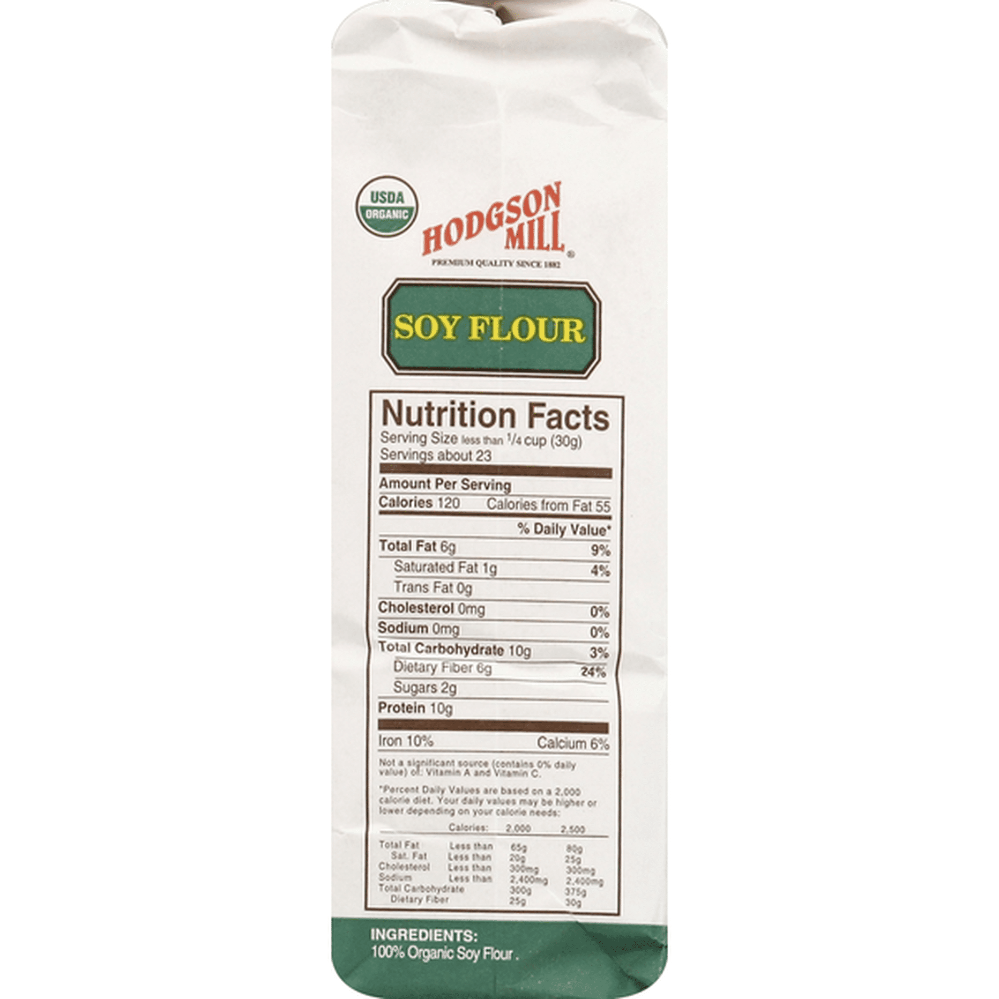 USDA
ORGANIC
HODGSON
MILL®
PREMIUM QUALITY SINCE 1882
SOY FLOUR
Nutrition Facts
Serving Size less than 1/4 cup (30g)
Servings about 23
Amount Per Serving
Calories 120 Calories from Fat 55
% Daily Value*
Total Fat 6g 9%
Saturated Fat 1g 4%
Trans Fat 0g
Cholesterol 0mg 0%
Sodium 0mg 0%
Total Carbohydrate 10g 3%
Dietary Fiber 6g 24%
Sugars 2g
Protein 10g
Iron 10% Calcium 6%
Not a significant source (contains 0% daily
value) of: Vitamin A and Vitamin C.
*Percent Daily Values are based on a 2,000
calorie diet. Your daily values may be higher or
lower depending on your calorie needs:
Calories: 2,000 2,500
Total Fat Less than 65g 80g
Sat. Fat Less than 20g 25g
Cholesterol Less than 300mg 300mg
Sodium Less than 2,400mg 2,400mg
Total Carbohydrate 300g 375g
Dietary Fiber 25g 30g
INGREDIENTS:
100% Organic Soy Flour.